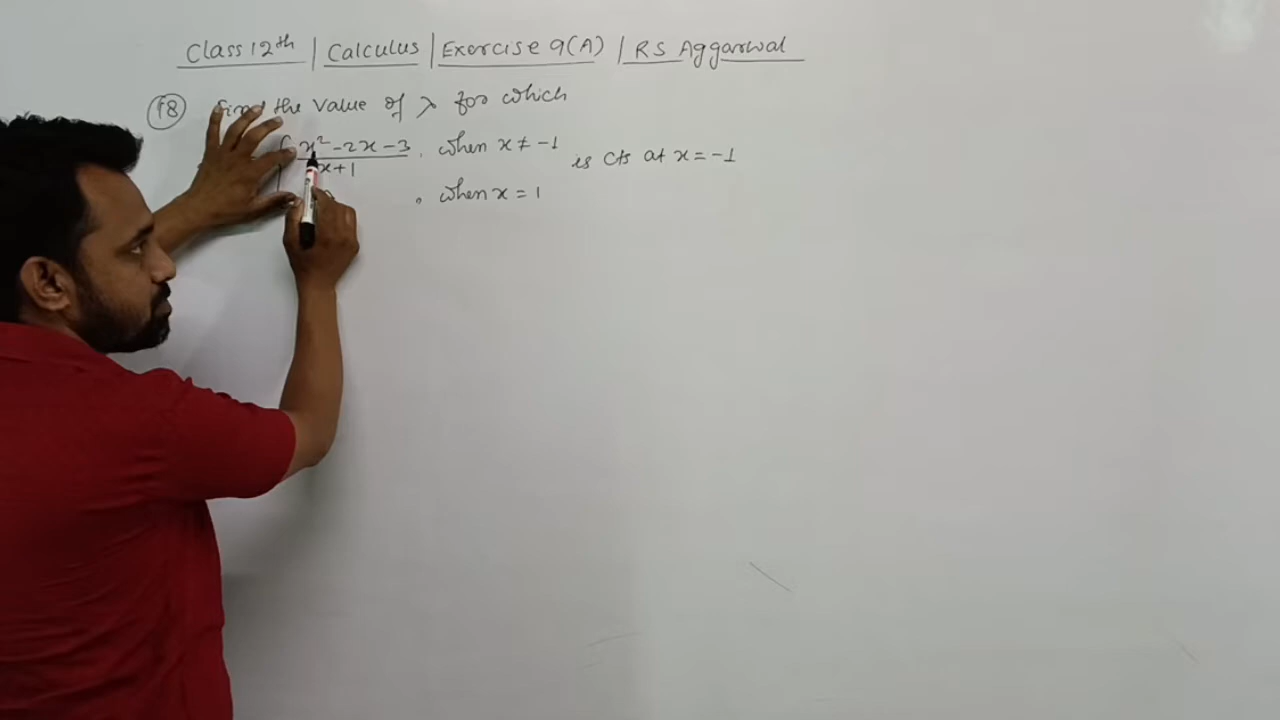 Class 12th | Calculus | Exercise 9(A) | RS Aggarwal
18 Find the value of λ for which
x² - 2x - 3 , when x ≠ -1
x+1
is cts at x = -1
, when x = 1